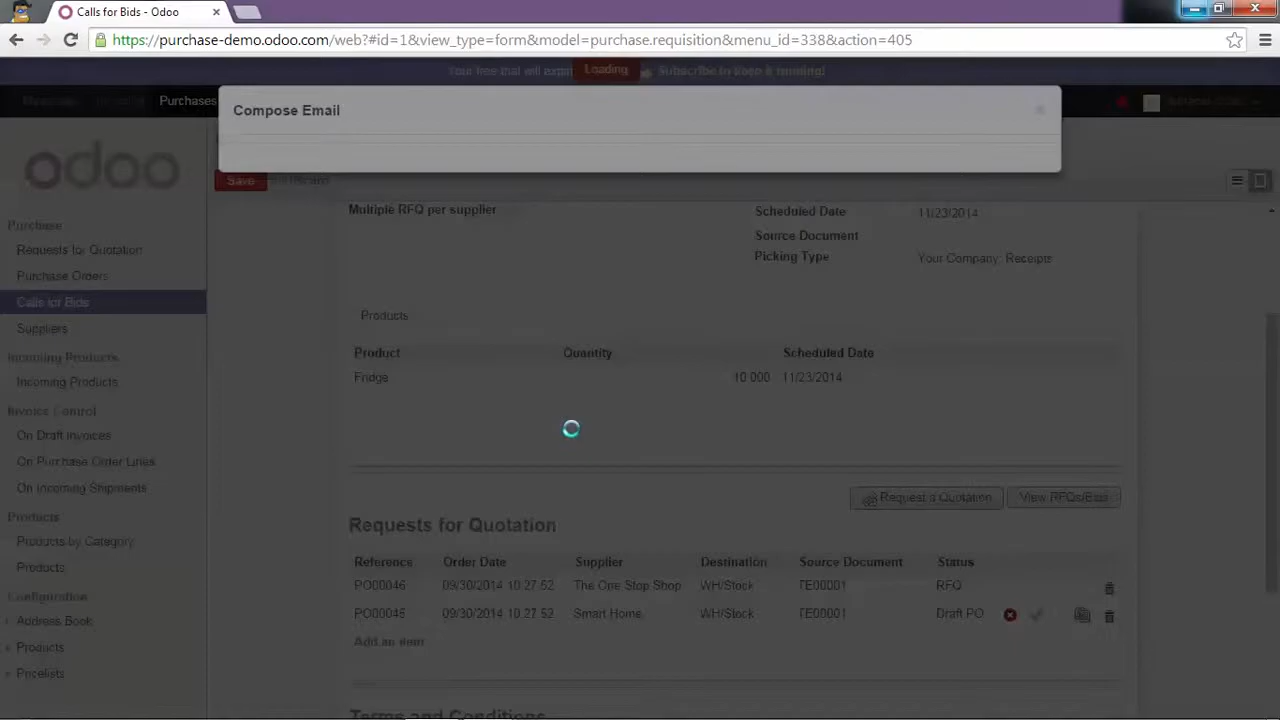 Calls for Bids - Odoo
https://purchase-demo.odoo.com/web?#id=1&view_type=form&model=purchase.requisition&menu_id=338&action=405
Your free trial will expi
Loading
Subscribe to keep it running!
Purchases
Compose Email
odoo
Save
Multiple RFQ per supplier
Scheduled Date 11/23/2014
Source Document
Picking Type Your Company: Receipts
Purchase
Requests for Quotation
Purchase Orders
Calls for Bids
Suppliers
Incoming Products
Incoming Products
Invoice Control
On Draft Invoices
On Purchase Order Lines
On Incoming Shipments
Products
Products by Category
Products
Configuration
Address Book
Products
Pricelists
Products
Product Quantity Scheduled Date
Fridge 10 000 11/23/2014
Request a Quotation View RFQs/Bids
Requests for Quotation
Reference Order Date Supplier Destination Source Document Status
PO00046 09/30/2014 10:27:52 The One Stop Shop WH/Stock TE00001 RFQ
PO00045 09/30/2014 10:27:52 Smart Home WH/Stock TE00001 Draft PO
Add an item
Terms and Conditions